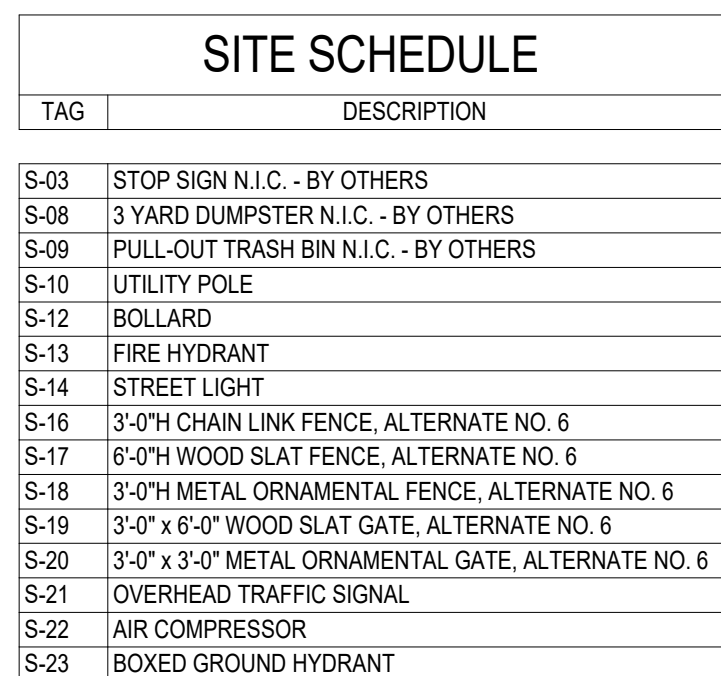 SITE SCHEDULE
TAG DESCRIPTION
S-03 STOP SIGN N.I.C. - BY OTHERS
S-08 3 YARD DUMPSTER N.I.C. - BY OTHERS
S-09 PULL-OUT TRASH BIN N.I.C. - BY OTHERS
S-10 UTILITY POLE
S-12 BOLLARD
S-13 FIRE HYDRANT
S-14 STREET LIGHT
S-16 3'-0"H CHAIN LINK FENCE, ALTERNATE NO. 6
S-17 6'-0"H WOOD SLAT FENCE, ALTERNATE NO. 6
S-18 3'-0"H METAL ORNAMENTAL FENCE, ALTERNATE NO. 6
S-19 3'-0" x 6'-0" WOOD SLAT GATE, ALTERNATE NO. 6
S-20 3'-0" x 3'-0" METAL ORNAMENTAL GATE, ALTERNATE NO. 6
S-21 OVERHEAD TRAFFIC SIGNAL
S-22 AIR COMPRESSOR
S-23 BOXED GROUND HYDRANT